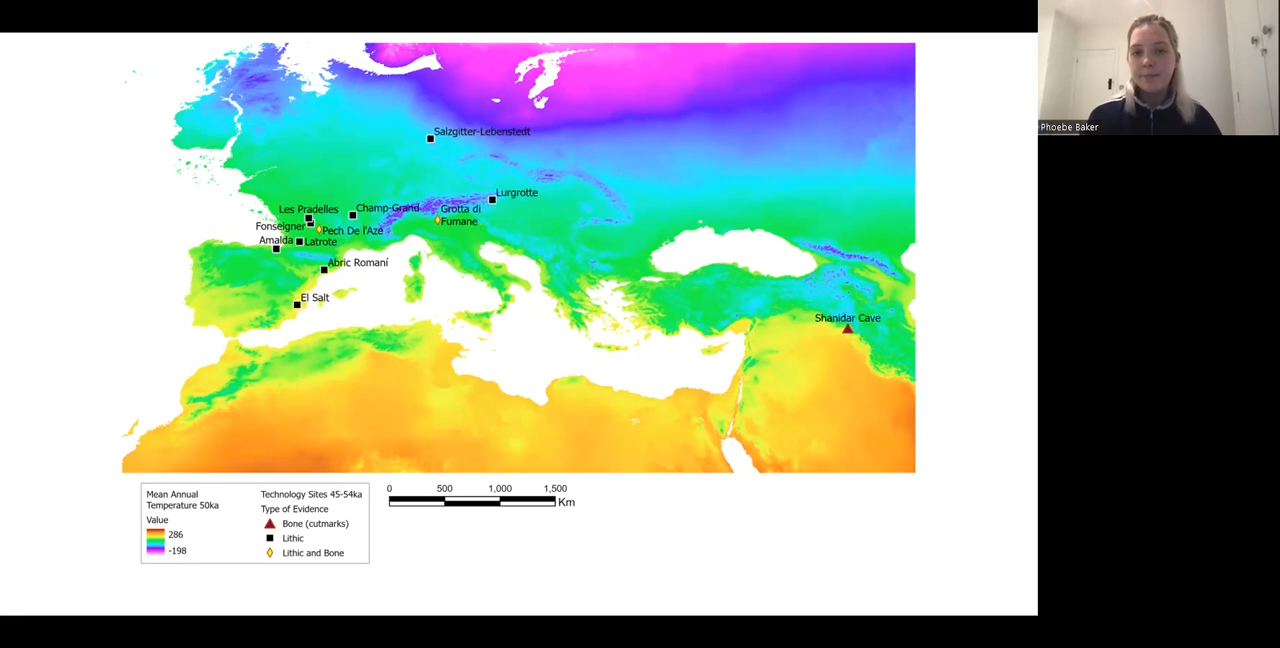 Phoebe Baker
Salzgitter-Lebenstedt
Lurgrotte
Les Pradelles
Champ-Grand
Grotta di
Fumane
Fonseigner
Pech De l'Azé
Amalda
Latrote
Abric Romaní
El Salt
Shanidar Cave
Mean Annual
Temperature 50ka
Value
286
-198
Technology Sites 45-54ka
Type of Evidence
Bone (cutmarks)
Lithic
Lithic and Bone
0 500 1,000 1,500
Km